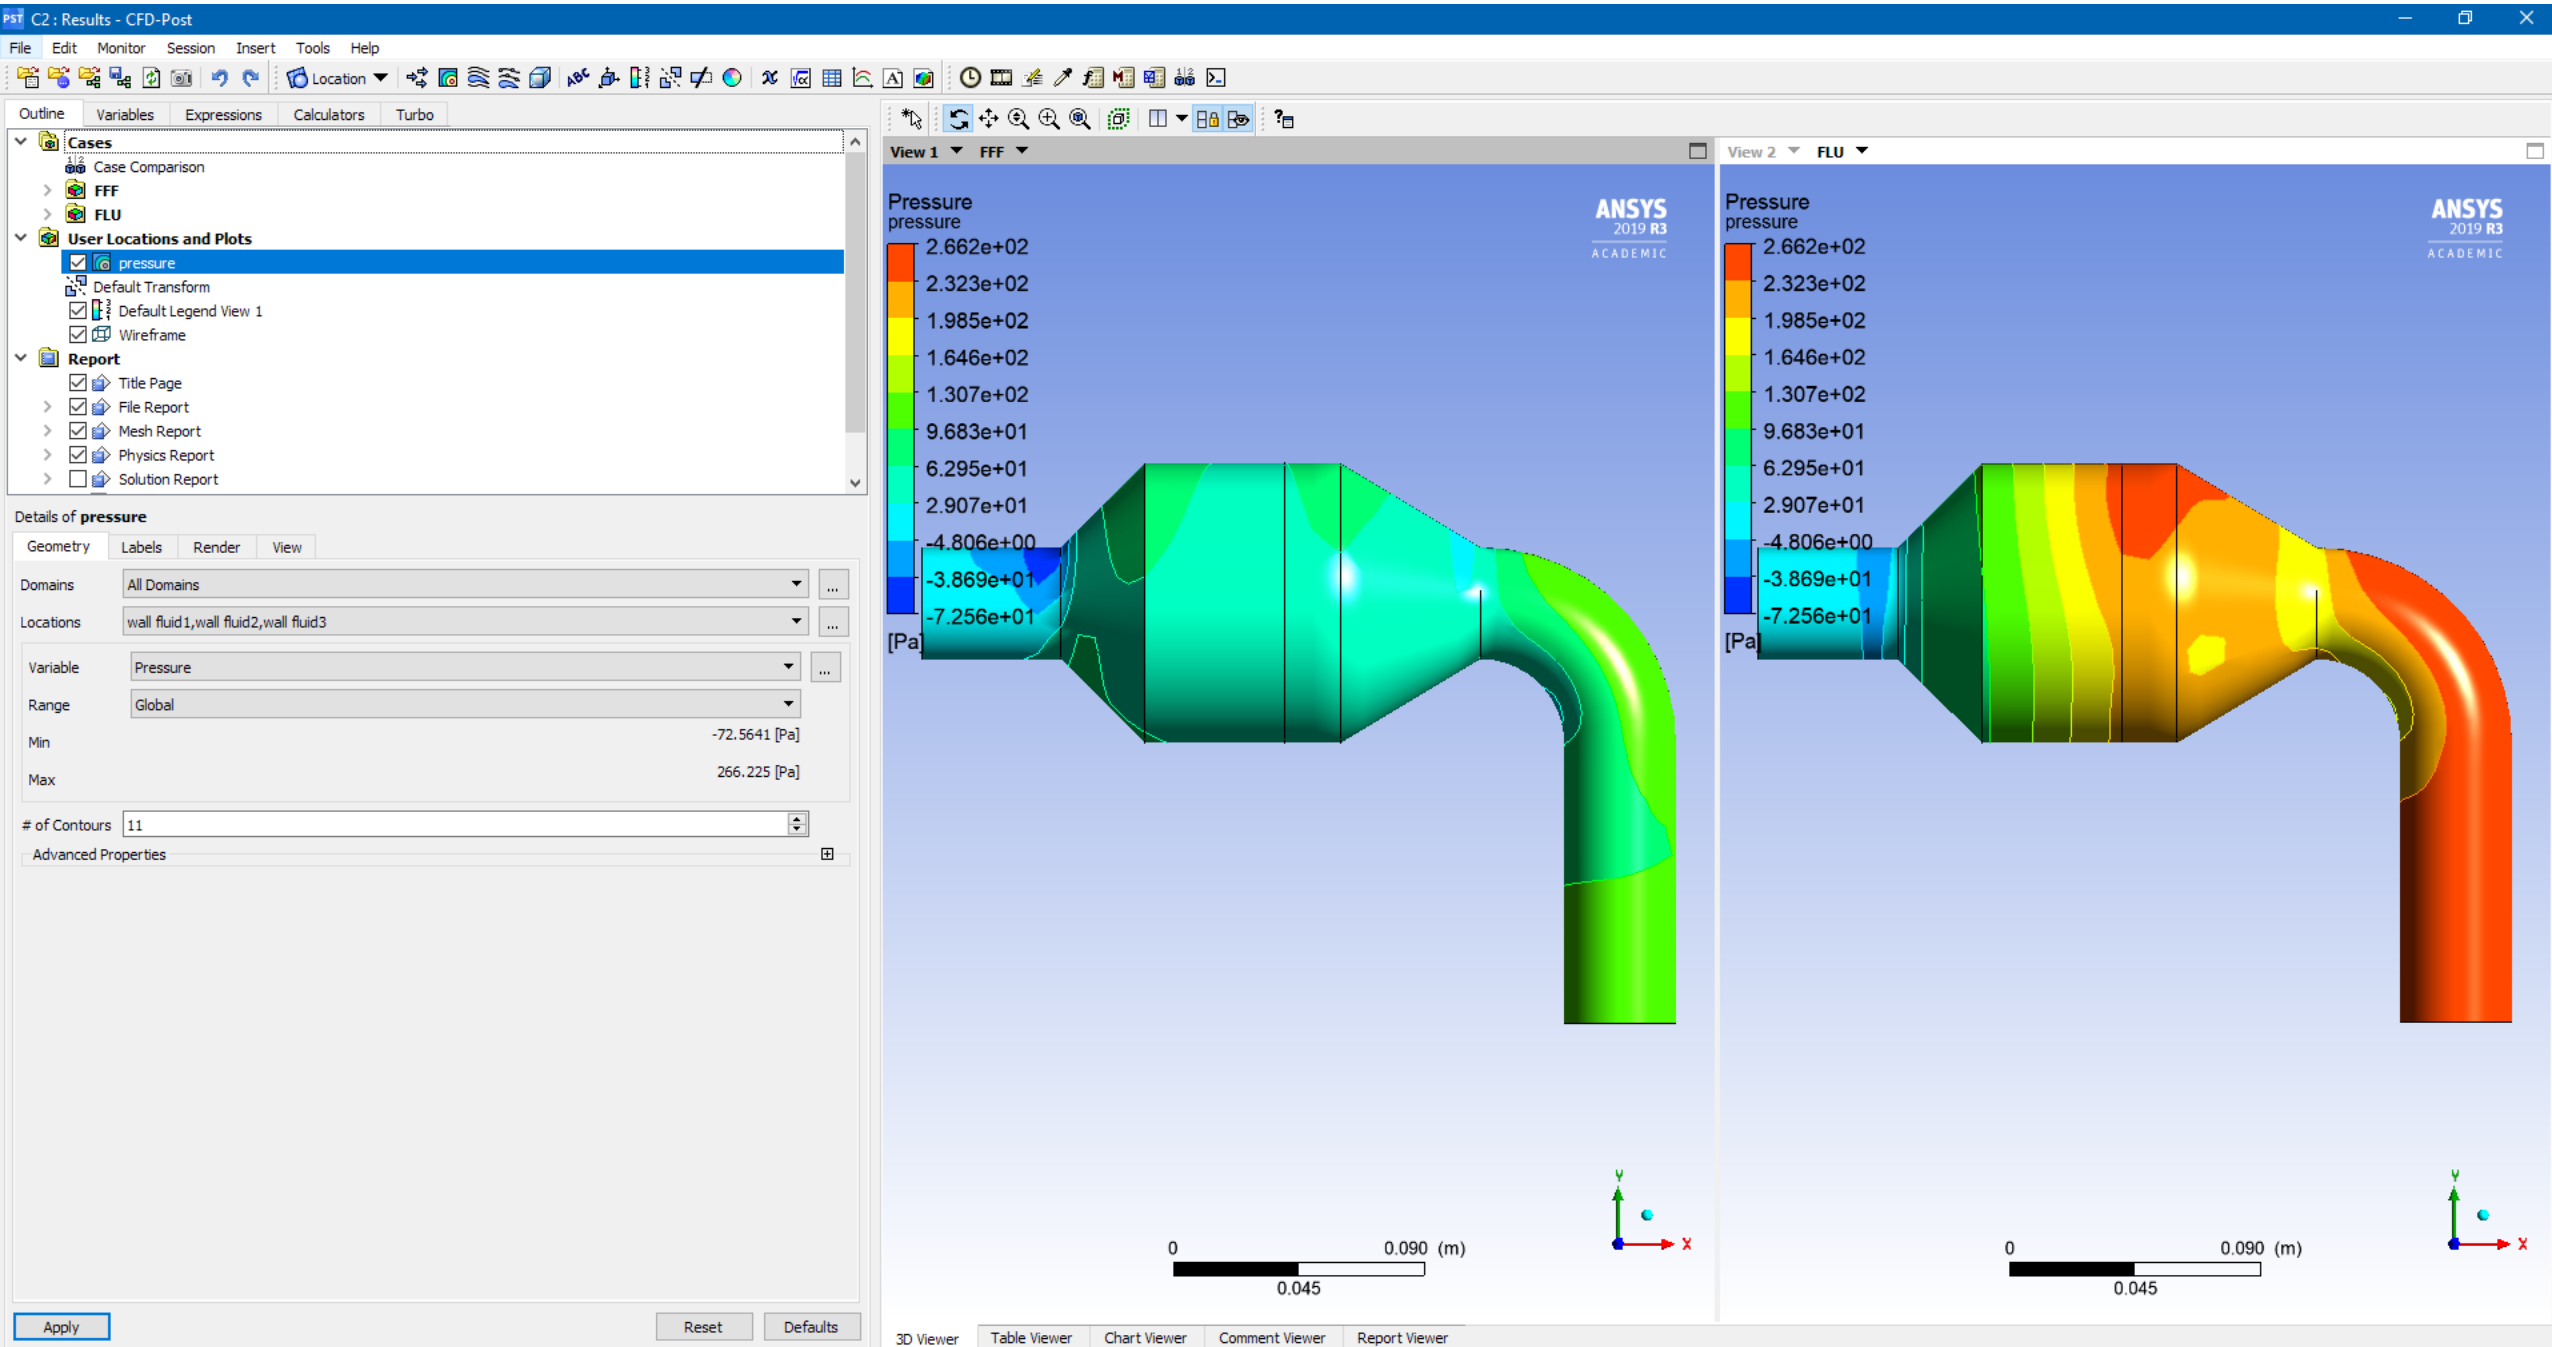 PST C2 : Results - CFD-Post
File Edit Monitor Session Insert Tools Help
Location
Outline Variables Expressions Calculators Turbo
Cases
Case Comparison
FFF
FLU
User Locations and Plots
pressure
Default Transform
Default Legend View 1
Wireframe
Report
Title Page
File Report
Mesh Report
Physics Report
Solution Report
Details of pressure
Geometry Labels Render View
Domains All Domains ...
Locations wall fluid1,wall fluid2,wall fluid3 ...
Variable Pressure ...
Range Global
Min -72.5641 [Pa]
Max 266.225 [Pa]
# of Contours 11
Advanced Properties
Apply Reset Defaults
View 1 FFF
Pressure
pressure
2.662e+02
2.323e+02
1.985e+02
1.646e+02
1.307e+02
9.683e+01
6.295e+01
2.907e+01
-4.806e+00
-3.869e+01
-7.256e+01
[Pa]
ANSYS
2019 R3
ACADEMIC
Y
X
0 0.090 (m)
0.045
View 2 FLU
Pressure
pressure
2.662e+02
2.323e+02
1.985e+02
1.646e+02
1.307e+02
9.683e+01
6.295e+01
2.907e+01
-4.806e+00
-3.869e+01
-7.256e+01
[Pa]
ANSYS
2019 R3
ACADEMIC
Y
X
0 0.090 (m)
0.045
3D Viewer Table Viewer Chart Viewer Comment Viewer Report Viewer